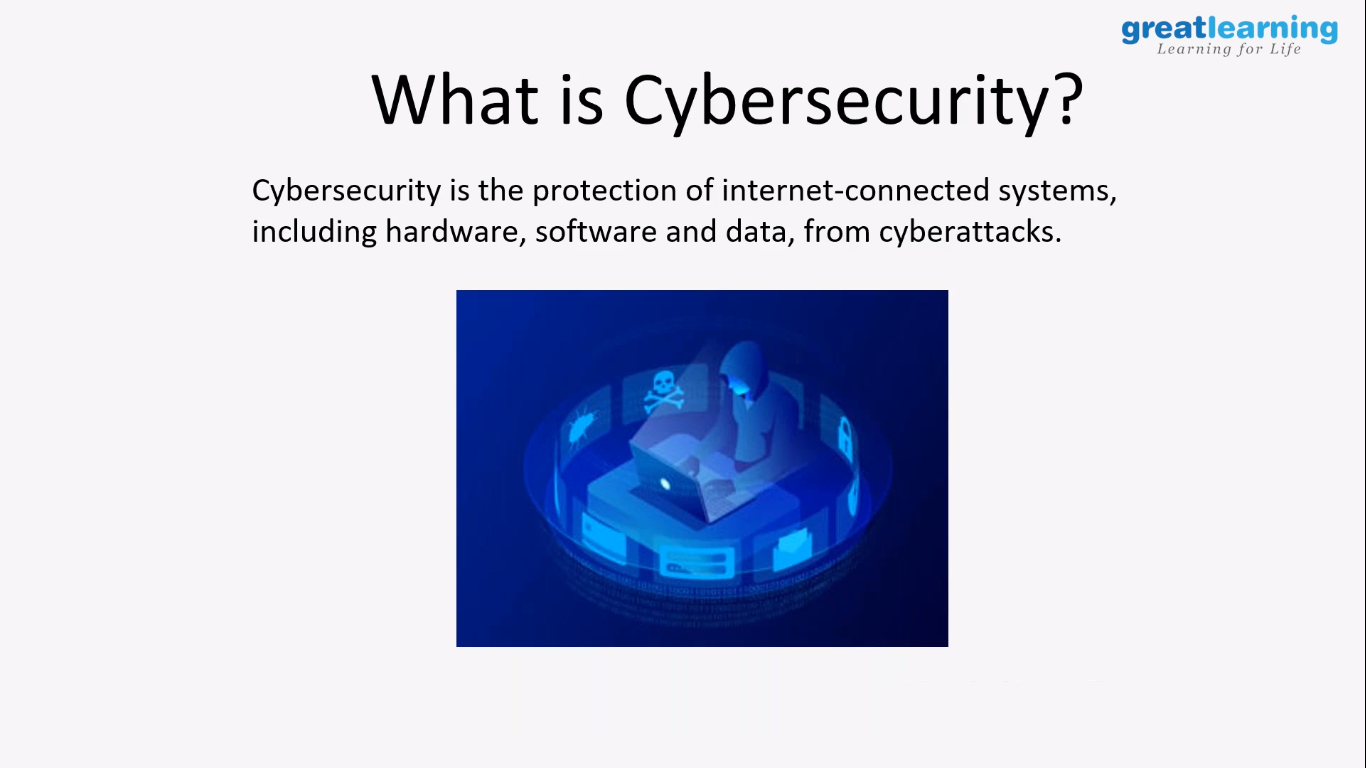 greatlearning
Learning for Life
What is Cybersecurity?
Cybersecurity is the protection of internet-connected systems,
including hardware, software and data, from cyberattacks.